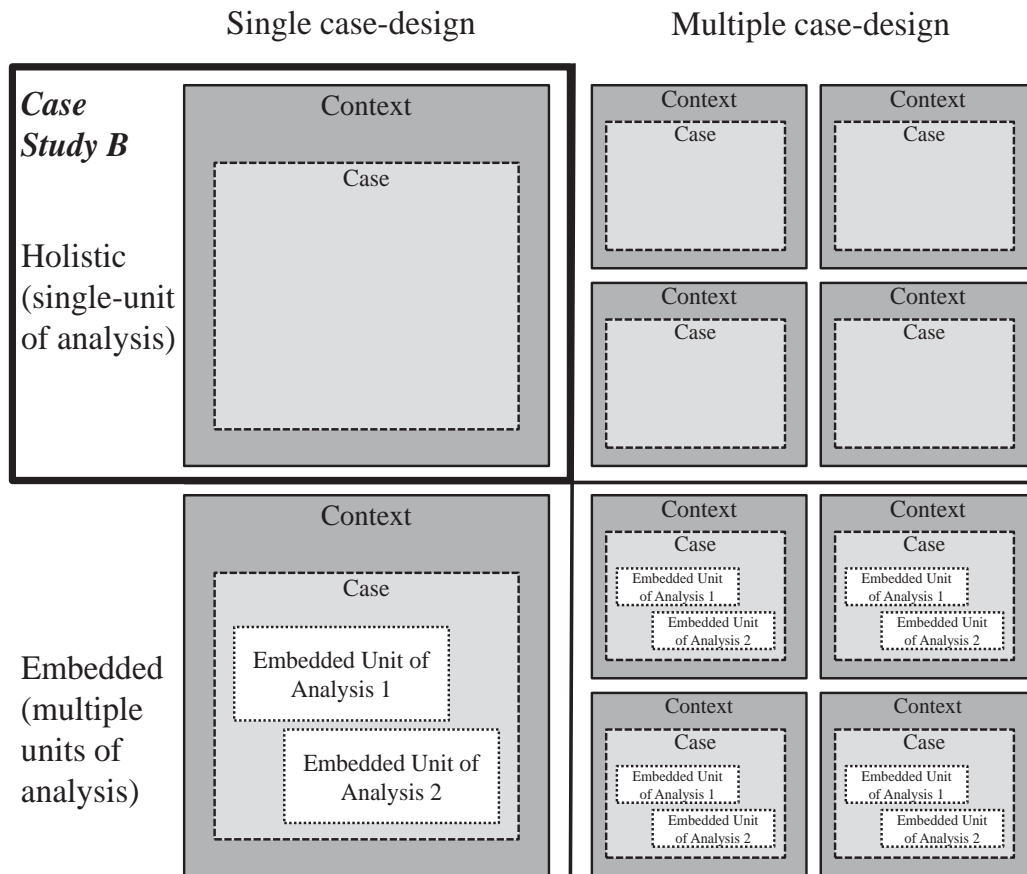 Single case-design
Multiple case-design
Case
Study B
Holistic
(single-unit
of analysis)
Context
Case
Context
Case
Context
Case
Context
Case
Context
Case
Embedded
(multiple
units of
analysis)
Context
Case
Embedded Unit of
Analysis 1
Embedded Unit of
Analysis 2
Context
Case
Embedded Unit
of Analysis 1
Embedded Unit
of Analysis 2
Context
Case
Embedded Unit
of Analysis 1
Embedded Unit
of Analysis 2
Context
Case
Embedded Unit
of Analysis 1
Embedded Unit
of Analysis 2
Context
Case
Embedded Unit
of Analysis 1
Embedded Unit
of Analysis 2